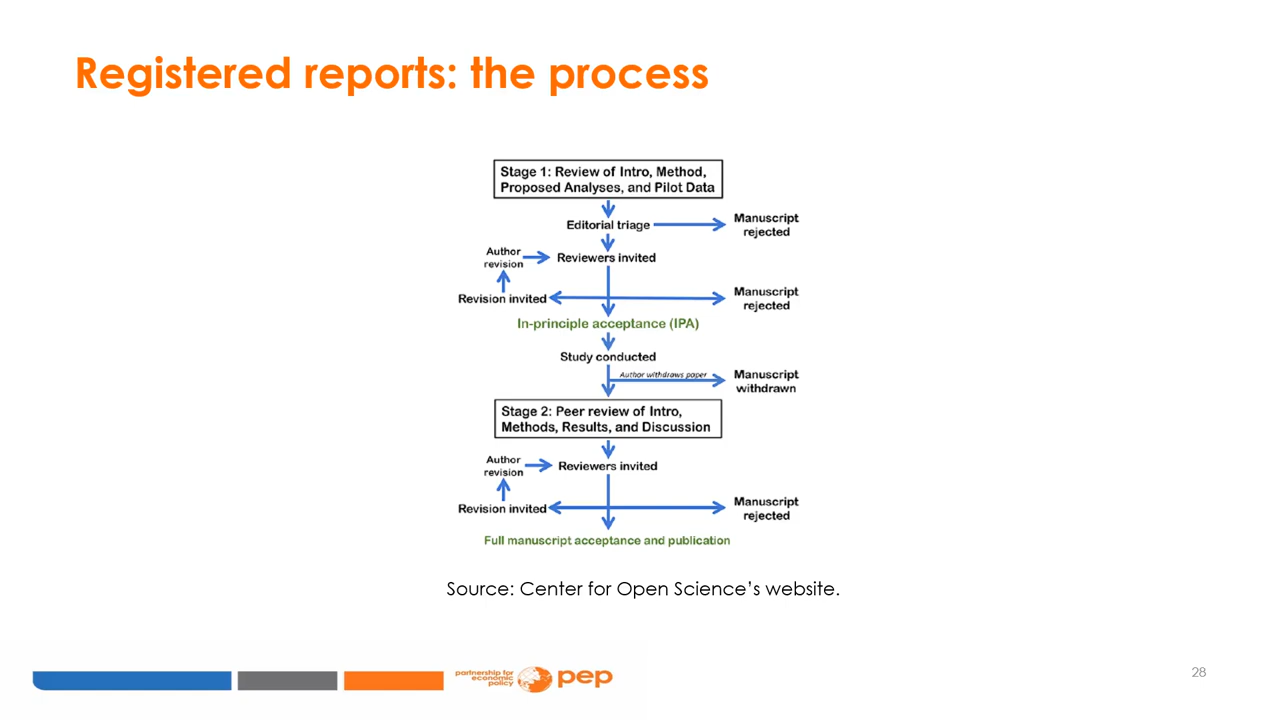 Registered reports: the process
Stage 1: Review of Intro, Method,
Proposed Analyses, and Pilot Data
Editorial triage
Manuscript
rejected
Author
revision
Reviewers invited
Revision invited
Manuscript
rejected
In-principle acceptance (IPA)
Study conducted
Author withdraws paper
Manuscript
withdrawn
Stage 2: Peer review of Intro,
Methods, Results, and Discussion
Author
revision
Reviewers invited
Revision invited
Manuscript
rejected
Full manuscript acceptance and publication
Source: Center for Open Science’s website.
partnership for
economic
policy
pep
28